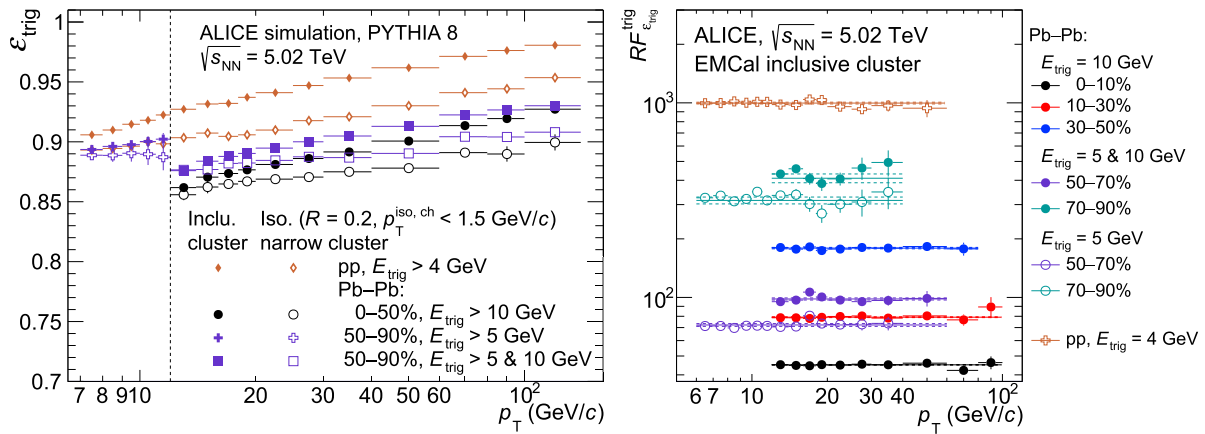 ε_trig
1
0.95
0.9
0.85
0.8
0.75
0.7
ALICE simulation, PYTHIA 8
√s_NN = 5.02 TeV
Inclu. Iso. (R = 0.2, p_T^iso, ch < 1.5 GeV/c)
cluster narrow cluster
pp, E_trig > 4 GeV
Pb–Pb:
0–50%, E_trig > 10 GeV
50–90%, E_trig > 5 GeV
50–90%, E_trig > 5 & 10 GeV
7 8 9 10 20 30 40 50 60 10²
p_T (GeV/c)
RF^trig_ε_trig
10³
10²
ALICE, √s_NN = 5.02 TeV
EMCal inclusive cluster
6 7 10 20 30 40 10²
p_T (GeV/c)
Pb–Pb:
E_trig = 10 GeV
0–10%
10–30%
30–50%
E_trig = 5 & 10 GeV
50–70%
70–90%
E_trig = 5 GeV
50–70%
70–90%
pp, E_trig = 4 GeV